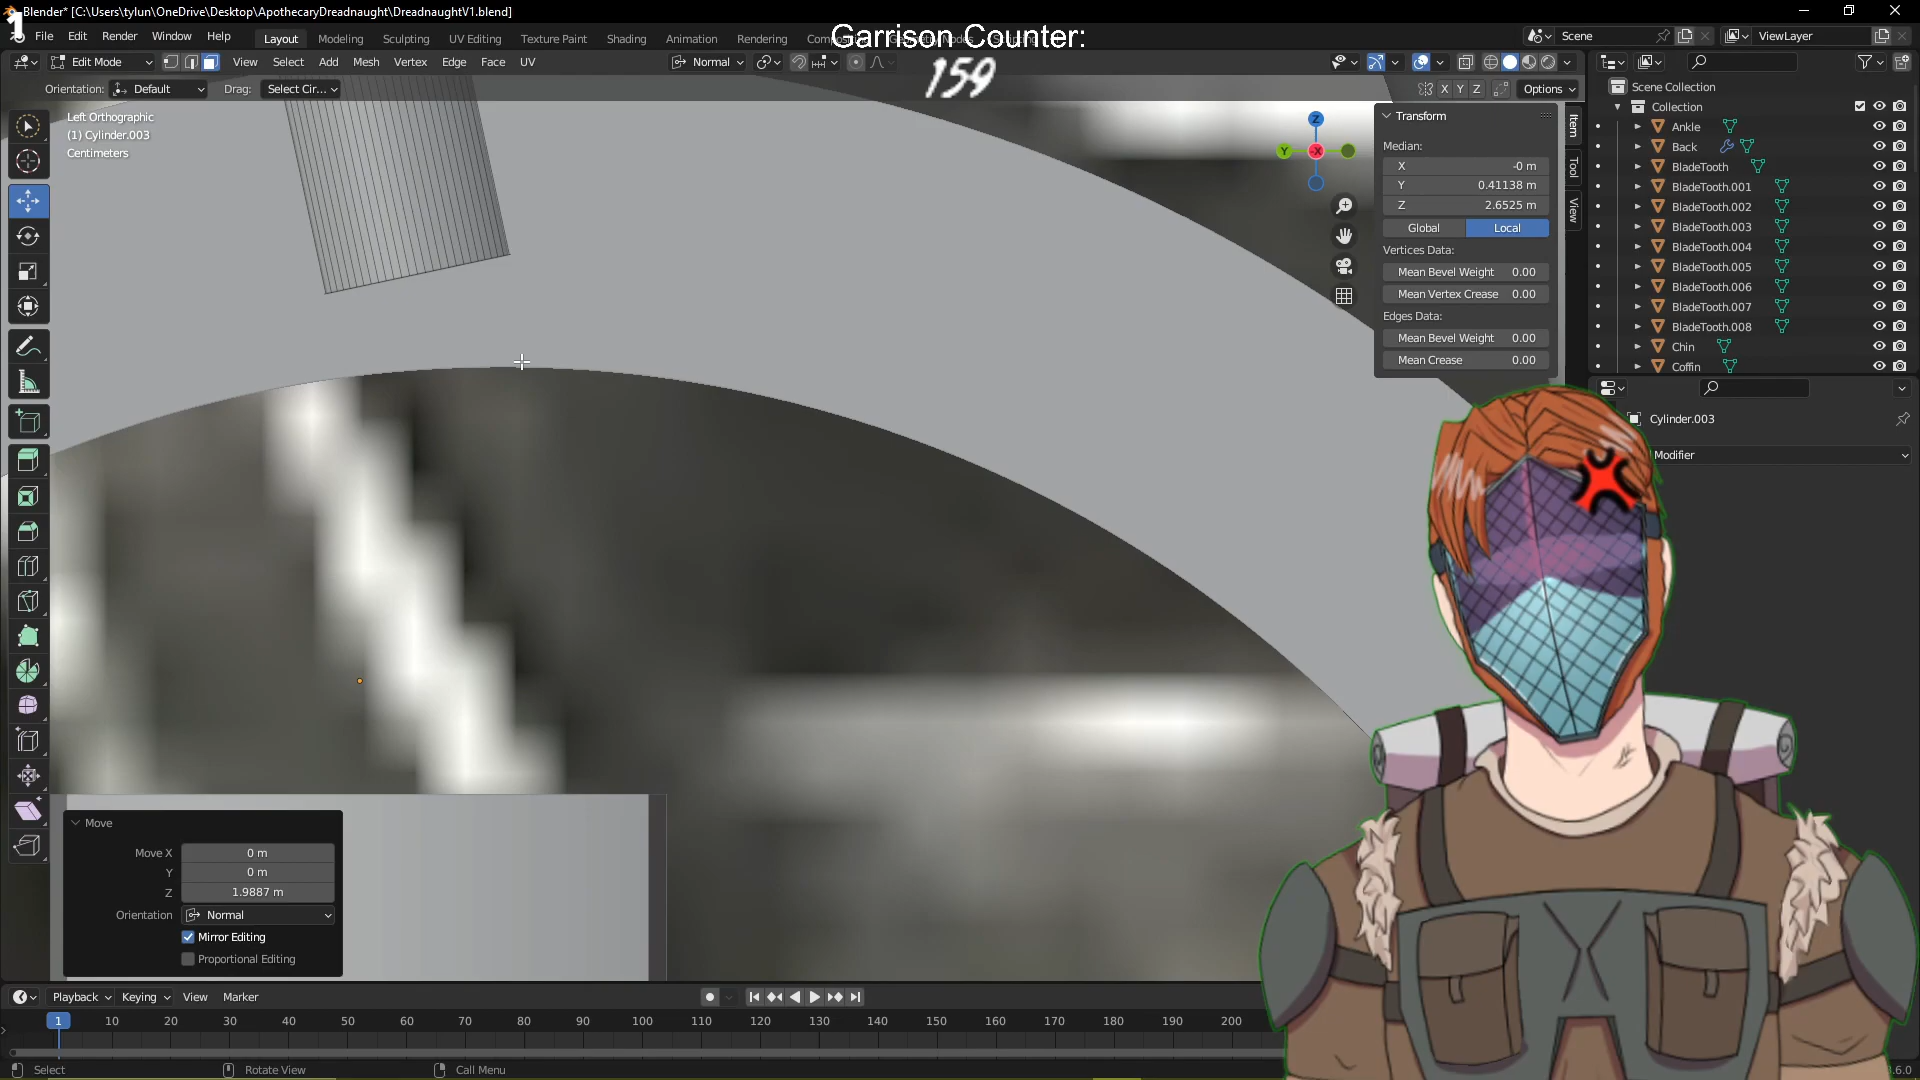 1
Blender* [C:\Users\tylun\OneDrive\Desktop\ApothecaryDreadnaught\DreadnaughtV1.blend]
File Edit Render Window Help
Layout Modeling Sculpting UV Editing Texture Paint Shading Animation Rendering
Garrison Counter:
159
Scene
ViewLayer
Edit Mode
View Select Add Mesh Vertex Edge Face UV
Normal
Orientation: Default
Drag: Select Cir...
X Y Z
Options
Left Orthographic
(1) Cylinder.003
Centimeters
Z
Y
-X
Transform
Median:
X -0 m
Y 0.41138 m
Z 2.6525 m
Global Local
Vertices Data:
Mean Bevel Weight 0.00
Mean Vertex Crease 0.00
Edges Data:
Mean Bevel Weight 0.00
Mean Crease 0.00
Item
Tool
View
Scene Collection
Collection
Ankle
Back
BladeTooth
BladeTooth.001
BladeTooth.002
BladeTooth.003
BladeTooth.004
BladeTooth.005
BladeTooth.006
BladeTooth.007
BladeTooth.008
Chin
Coffin
Cylinder.003
Modifier
Move
Move X 0 m
Y 0 m
Z 1.9887 m
Orientation Normal
Mirror Editing
Proportional Editing
Playback Keying View Marker
1 10 20 30 40 50 60 70 80 90 100 110 120 130 140 150 160 170 180 190 200
Select Rotate View Call Menu
.6.0